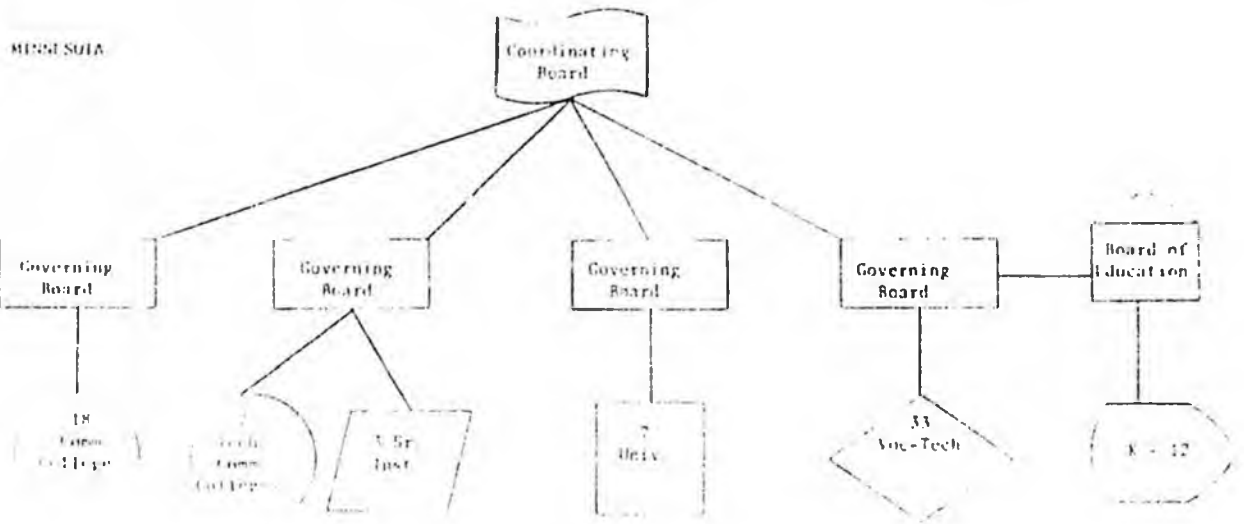 MINNESOTA
Coordinating
Board
Governing
Board
Governing
Board
Governing
Board
Governing
Board
Board of
Education
18
Comm
College
Tech
Comm
College
Sr
Inst
7
Univ.
33
Voc-Tech
K - 12